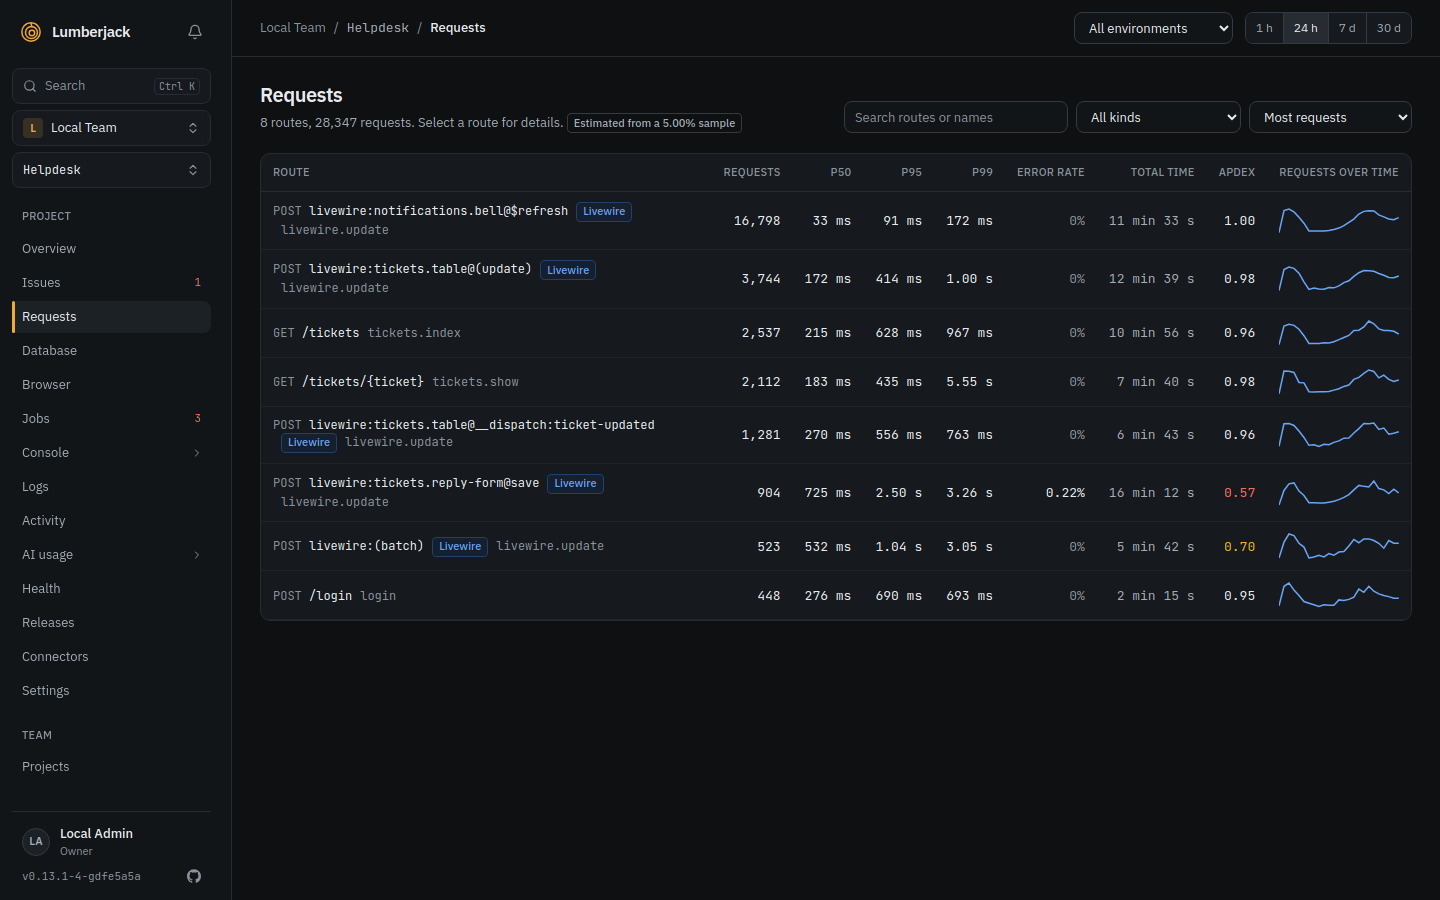 Lumberjack
Search Ctrl K
L Local Team
Helpdesk
PROJECT
Overview
Issues 1
Requests
Database
Browser
Jobs 3
Console
Logs
Activity
AI usage
Health
Releases
Connectors
Settings
TEAM
Projects
LA Local Admin
Owner
v0.13.1-4-gdfe5a5a
Local Team / Helpdesk / Requests
All environments 1 h 24 h 7 d 30 d
Requests
8 routes, 28,347 requests. Select a route for details. Estimated from a 5.00% sample
Search routes or names All kinds Most requests
ROUTE REQUESTS P50 P95 P99 ERROR RATE TOTAL TIME APDEX REQUESTS OVER TIME
POST livewire:notifications.bell@$refresh Livewire
livewire.update
16,798 33 ms 91 ms 172 ms 0% 11 min 33 s 1.00
POST livewire:tickets.table@(update) Livewire
livewire.update
3,744 172 ms 414 ms 1.00 s 0% 12 min 39 s 0.98
GET /tickets tickets.index 2,537 215 ms 628 ms 967 ms 0% 10 min 56 s 0.96
GET /tickets/{ticket} tickets.show 2,112 183 ms 435 ms 5.55 s 0% 7 min 40 s 0.98
POST livewire:tickets.table@__dispatch:ticket-updated
Livewire livewire.update
1,281 270 ms 556 ms 763 ms 0% 6 min 43 s 0.96
POST livewire:tickets.reply-form@save Livewire
livewire.update
904 725 ms 2.50 s 3.26 s 0.22% 16 min 12 s 0.57
POST livewire:(batch) Livewire livewire.update 523 532 ms 1.04 s 3.05 s 0% 5 min 42 s 0.70
POST /login login 448 276 ms 690 ms 693 ms 0% 2 min 15 s 0.95